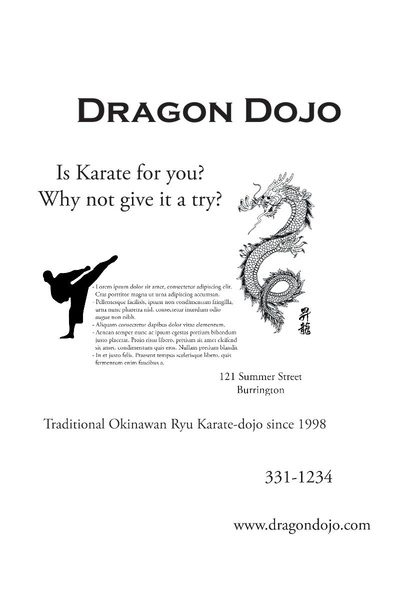 DRAGON DOJO
Is Karate for you?
Why not give it a try?
- Lorem ipsum dolor sit amet, consectetur adipiscing elit.
Cras porttitor magna ut urna adipiscing accumsan.
- Pellentesque facilisis, ipsum non condimentum fringilla,
urna nunc pharetra nisl, consectetur interdum odio
augue non nibh.
- Aliquam consectetur dapibus dolor vitae elementum.
- Aenean semper nunc ac ipsum egestas pretium bibendum
justo placerat. Proin risus libero, pretium sit amet eleifend
sit amet, condimentum quis eros. Nullam pretium blandit
- In et justo felis. Praesent tempus scelerisque libero, quis
fermentum enim faucibus a.
昇龍
121 Summer Street
Burrington
Traditional Okinawan Ryu Karate-dojo since 1998
331-1234
www.dragondojo.com